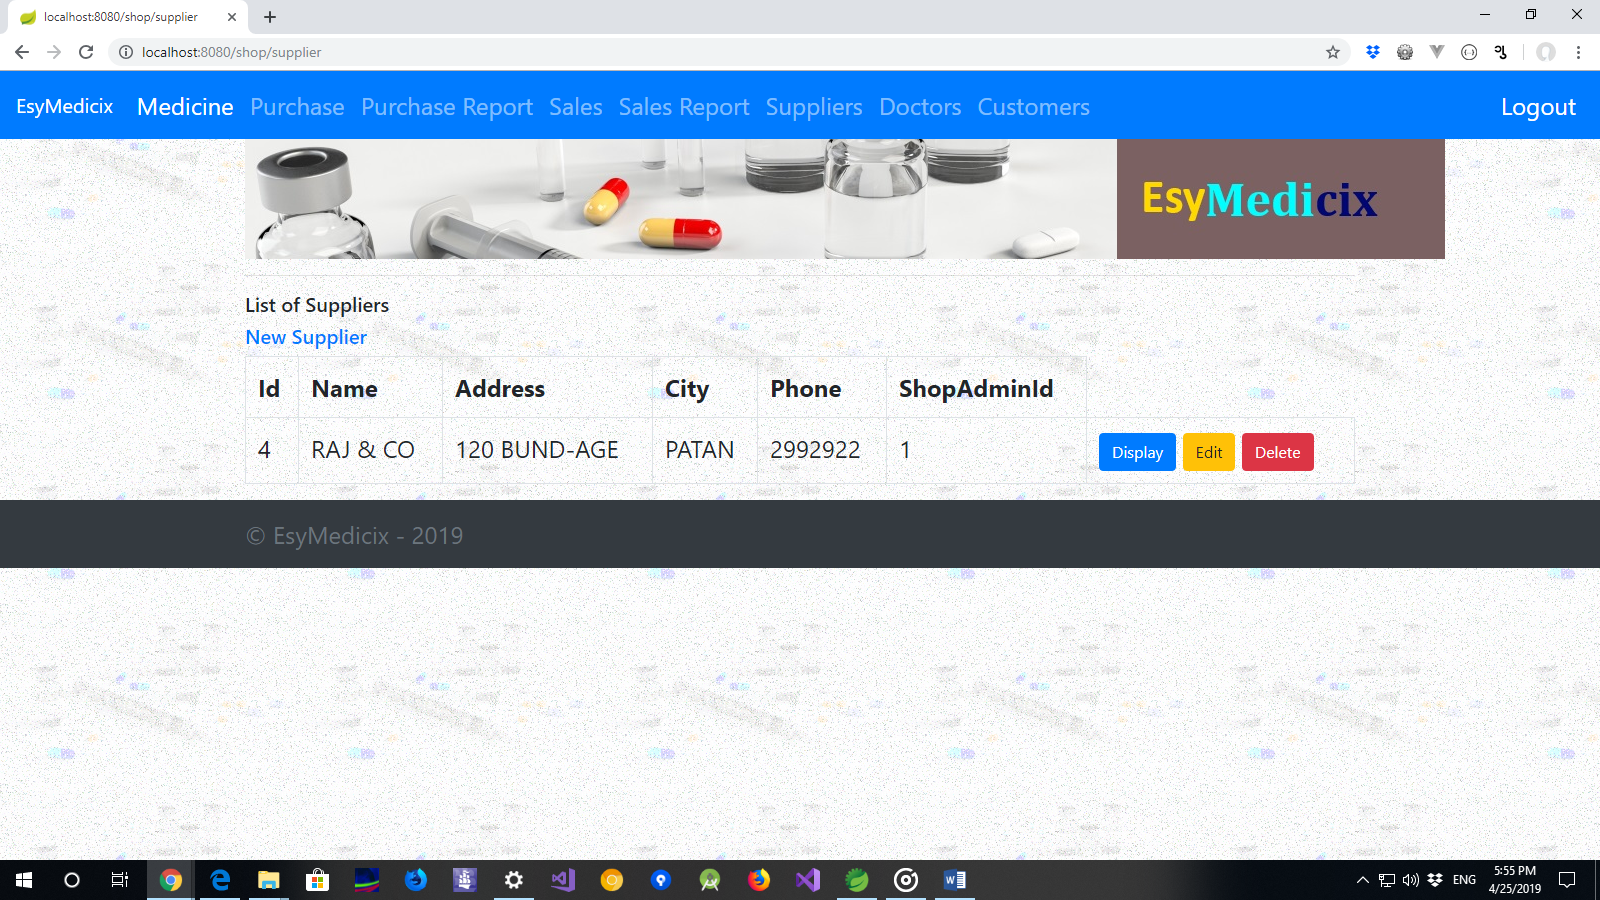 localhost:8080/shop/supplier
localhost:8080/shop/supplier
EsyMedicix Medicine Purchase Purchase Report Sales Sales Report Suppliers Doctors Customers Logout
EsyMedicix
List of Suppliers
New Supplier
Id Name Address City Phone ShopAdminId
4 RAJ & CO 120 BUND-AGE PATAN 2992922 1 Display Edit Delete
© EsyMedicix - 2019
ENG 5:55 PM
4/25/2019